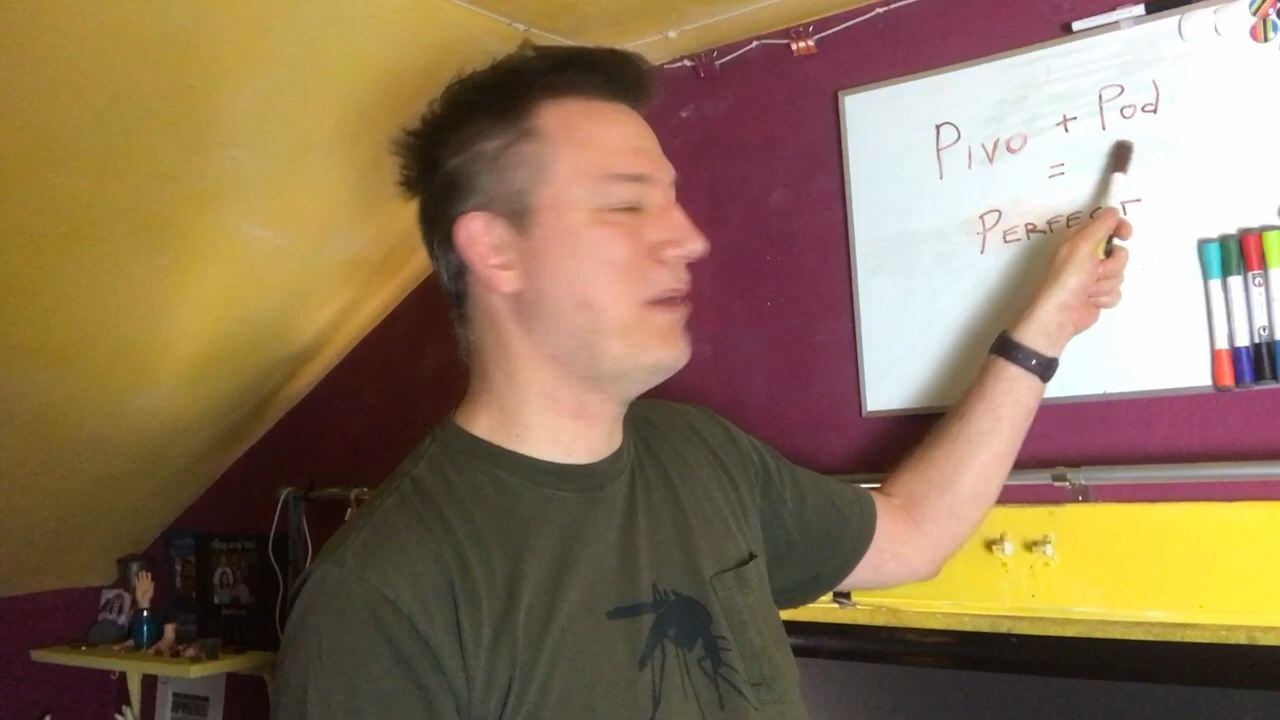 Pivo + Pod
=
PERFECT